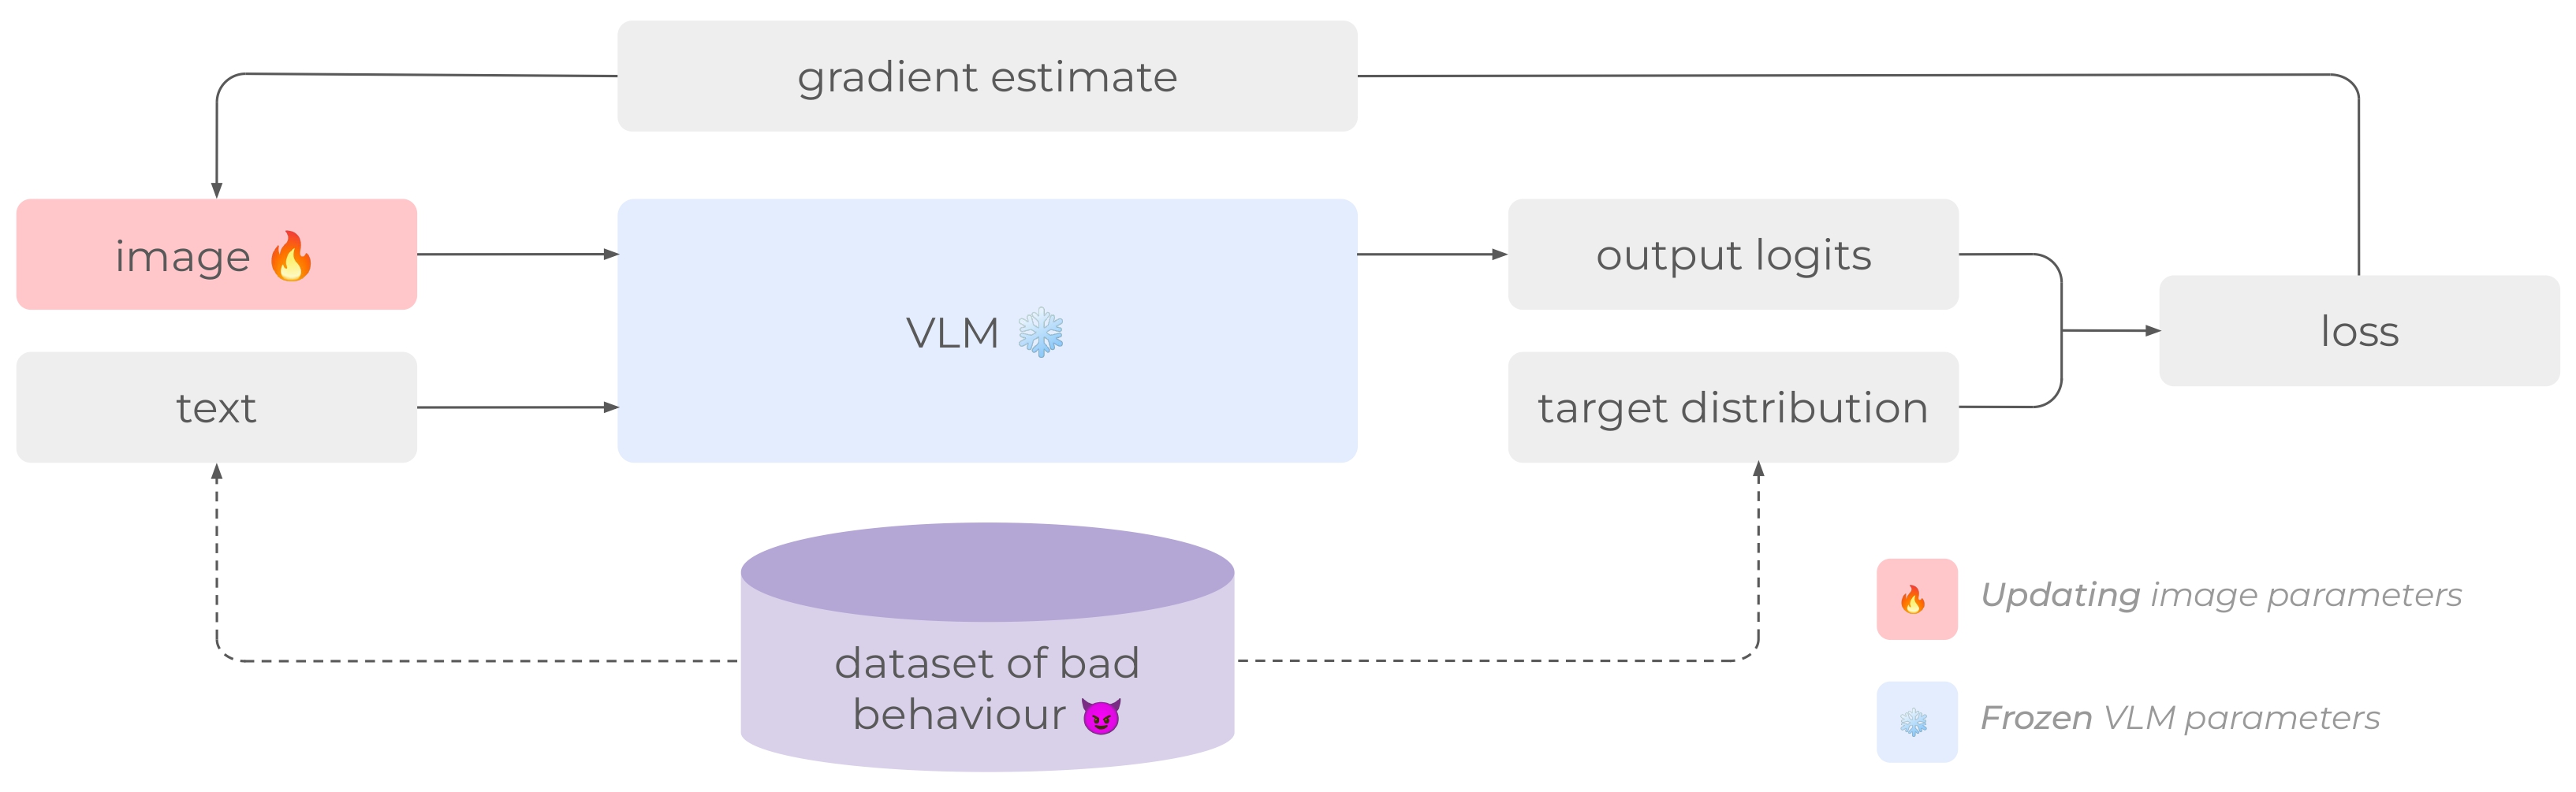 gradient estimate
image 🔥
VLM ❄️
output logits
loss
text
target distribution
dataset of bad
behaviour 😈
🔥 Updating image parameters
❄️ Frozen VLM parameters